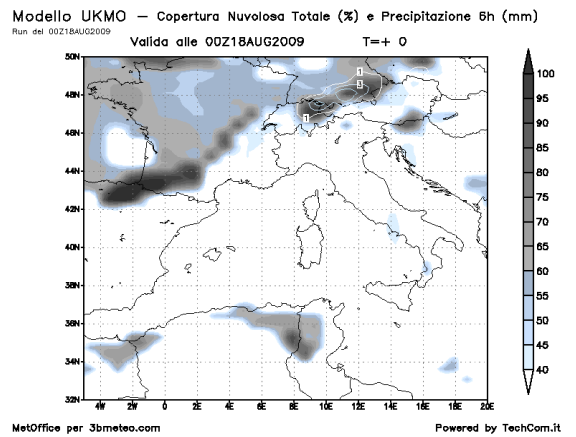 Modello UKMO – Copertura Nuvolosa Totale (%) e Precipitazione 6h (mm)
Run del 00Z18AUG2009
Valida alle 00Z18AUG2009 T=+ 0
50N
48N
46N
44N
42N
40N
38N
36N
34N
32N
4W 2W 0 2E 4E 6E 8E 10E 12E 14E 16E 18E 20E
1
3
1
100
95
90
85
80
75
70
65
60
55
50
45
40
MetOffice per 3bmeteo.com Powered by TechCom.it